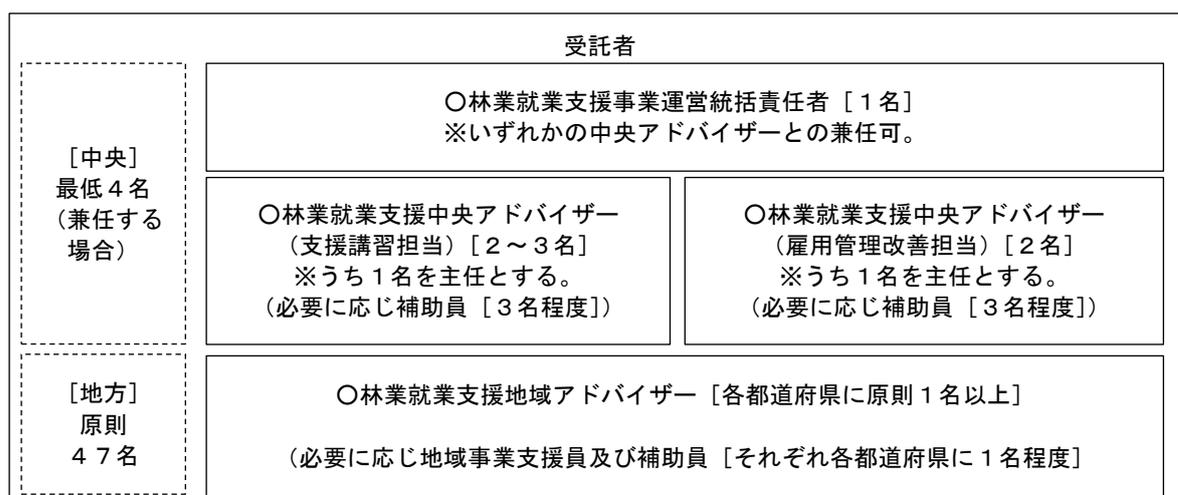 受託者
[中央]
最低４名
（兼任する
場合）
〇林業就業支援事業運営統括責任者［１名］
※いずれかの中央アドバイザーとの兼任可。
〇林業就業支援中央アドバイザー
（支援講習担当）［２～３名］
※うち１名を主任とする。
（必要に応じ補助員［３名程度］）
〇林業就業支援中央アドバイザー
（雇用管理改善担当）［２名］
※うち１名を主任とする。
（必要に応じ補助員［３名程度］）
［地方］
原則
４７名
〇林業就業支援地域アドバイザー［各都道府県に原則１名以上］
（必要に応じ地域事業支援員及び補助員［それぞれ各都道府県に１名程度］